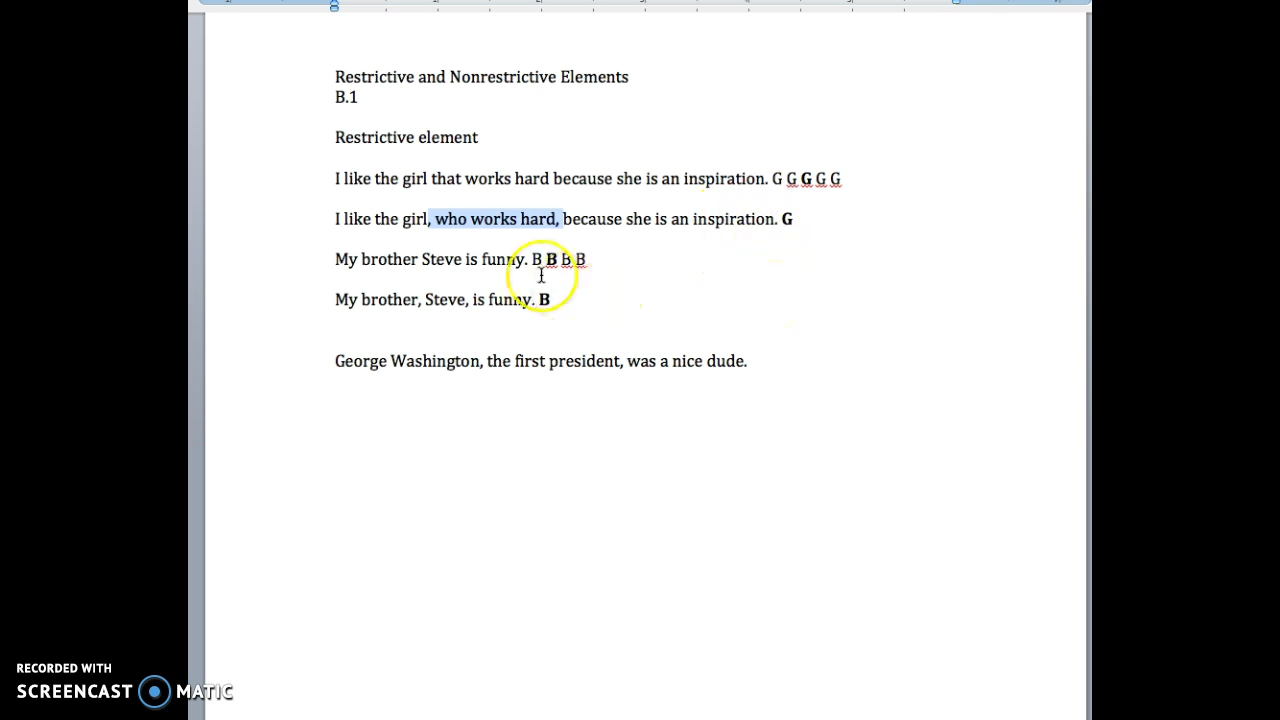 Restrictive and Nonrestrictive Elements
B.1
Restrictive element
I like the girl that works hard because she is an inspiration. G G G G G
I like the girl, who works hard, because she is an inspiration. G
My brother Steve is funny. B B B B
My brother, Steve, is funny. B
George Washington, the first president, was a nice dude.
RECORDED WITH
SCREENCAST MATIC